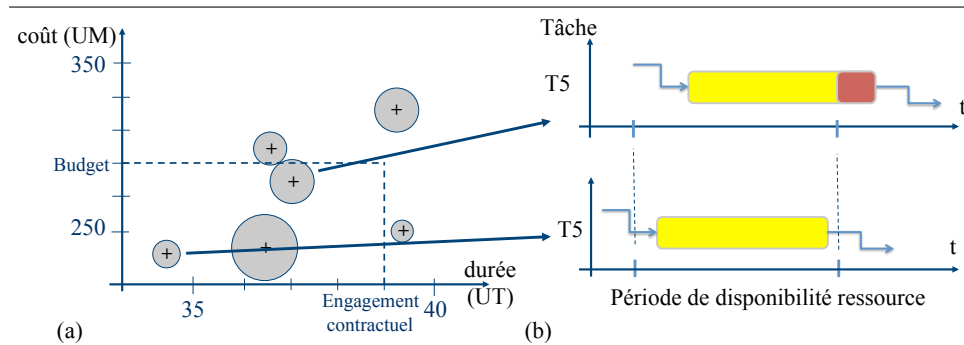 coût (UM)
350
Budget
250
35
40
durée
(UT)
Engagement
contractuel
(a)
Tâche
T5
t
T5
t
Période de disponibilité ressource
(b)